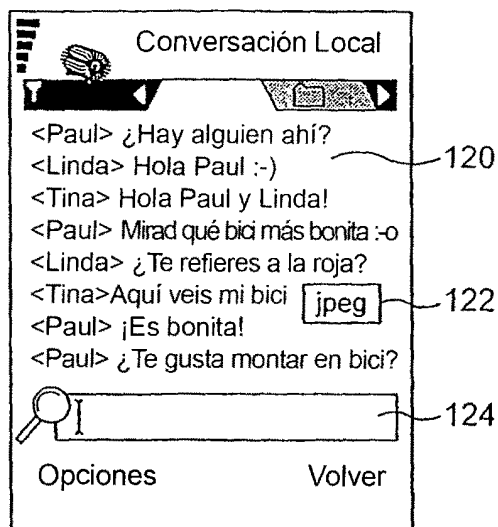 Conversación Local
<Paul> ¿Hay alguien ahí?
<Linda> Hola Paul :-)
120
<Tina> Hola Paul y Linda!
<Paul> Mirad qué bici más bonita :-o
<Linda> ¿Te refieres a la roja?
<Tina>Aquí veis mi bici jpeg
122
<Paul> ¡Es bonita!
<Paul> ¿Te gusta montar en bici?
124
Opciones Volver